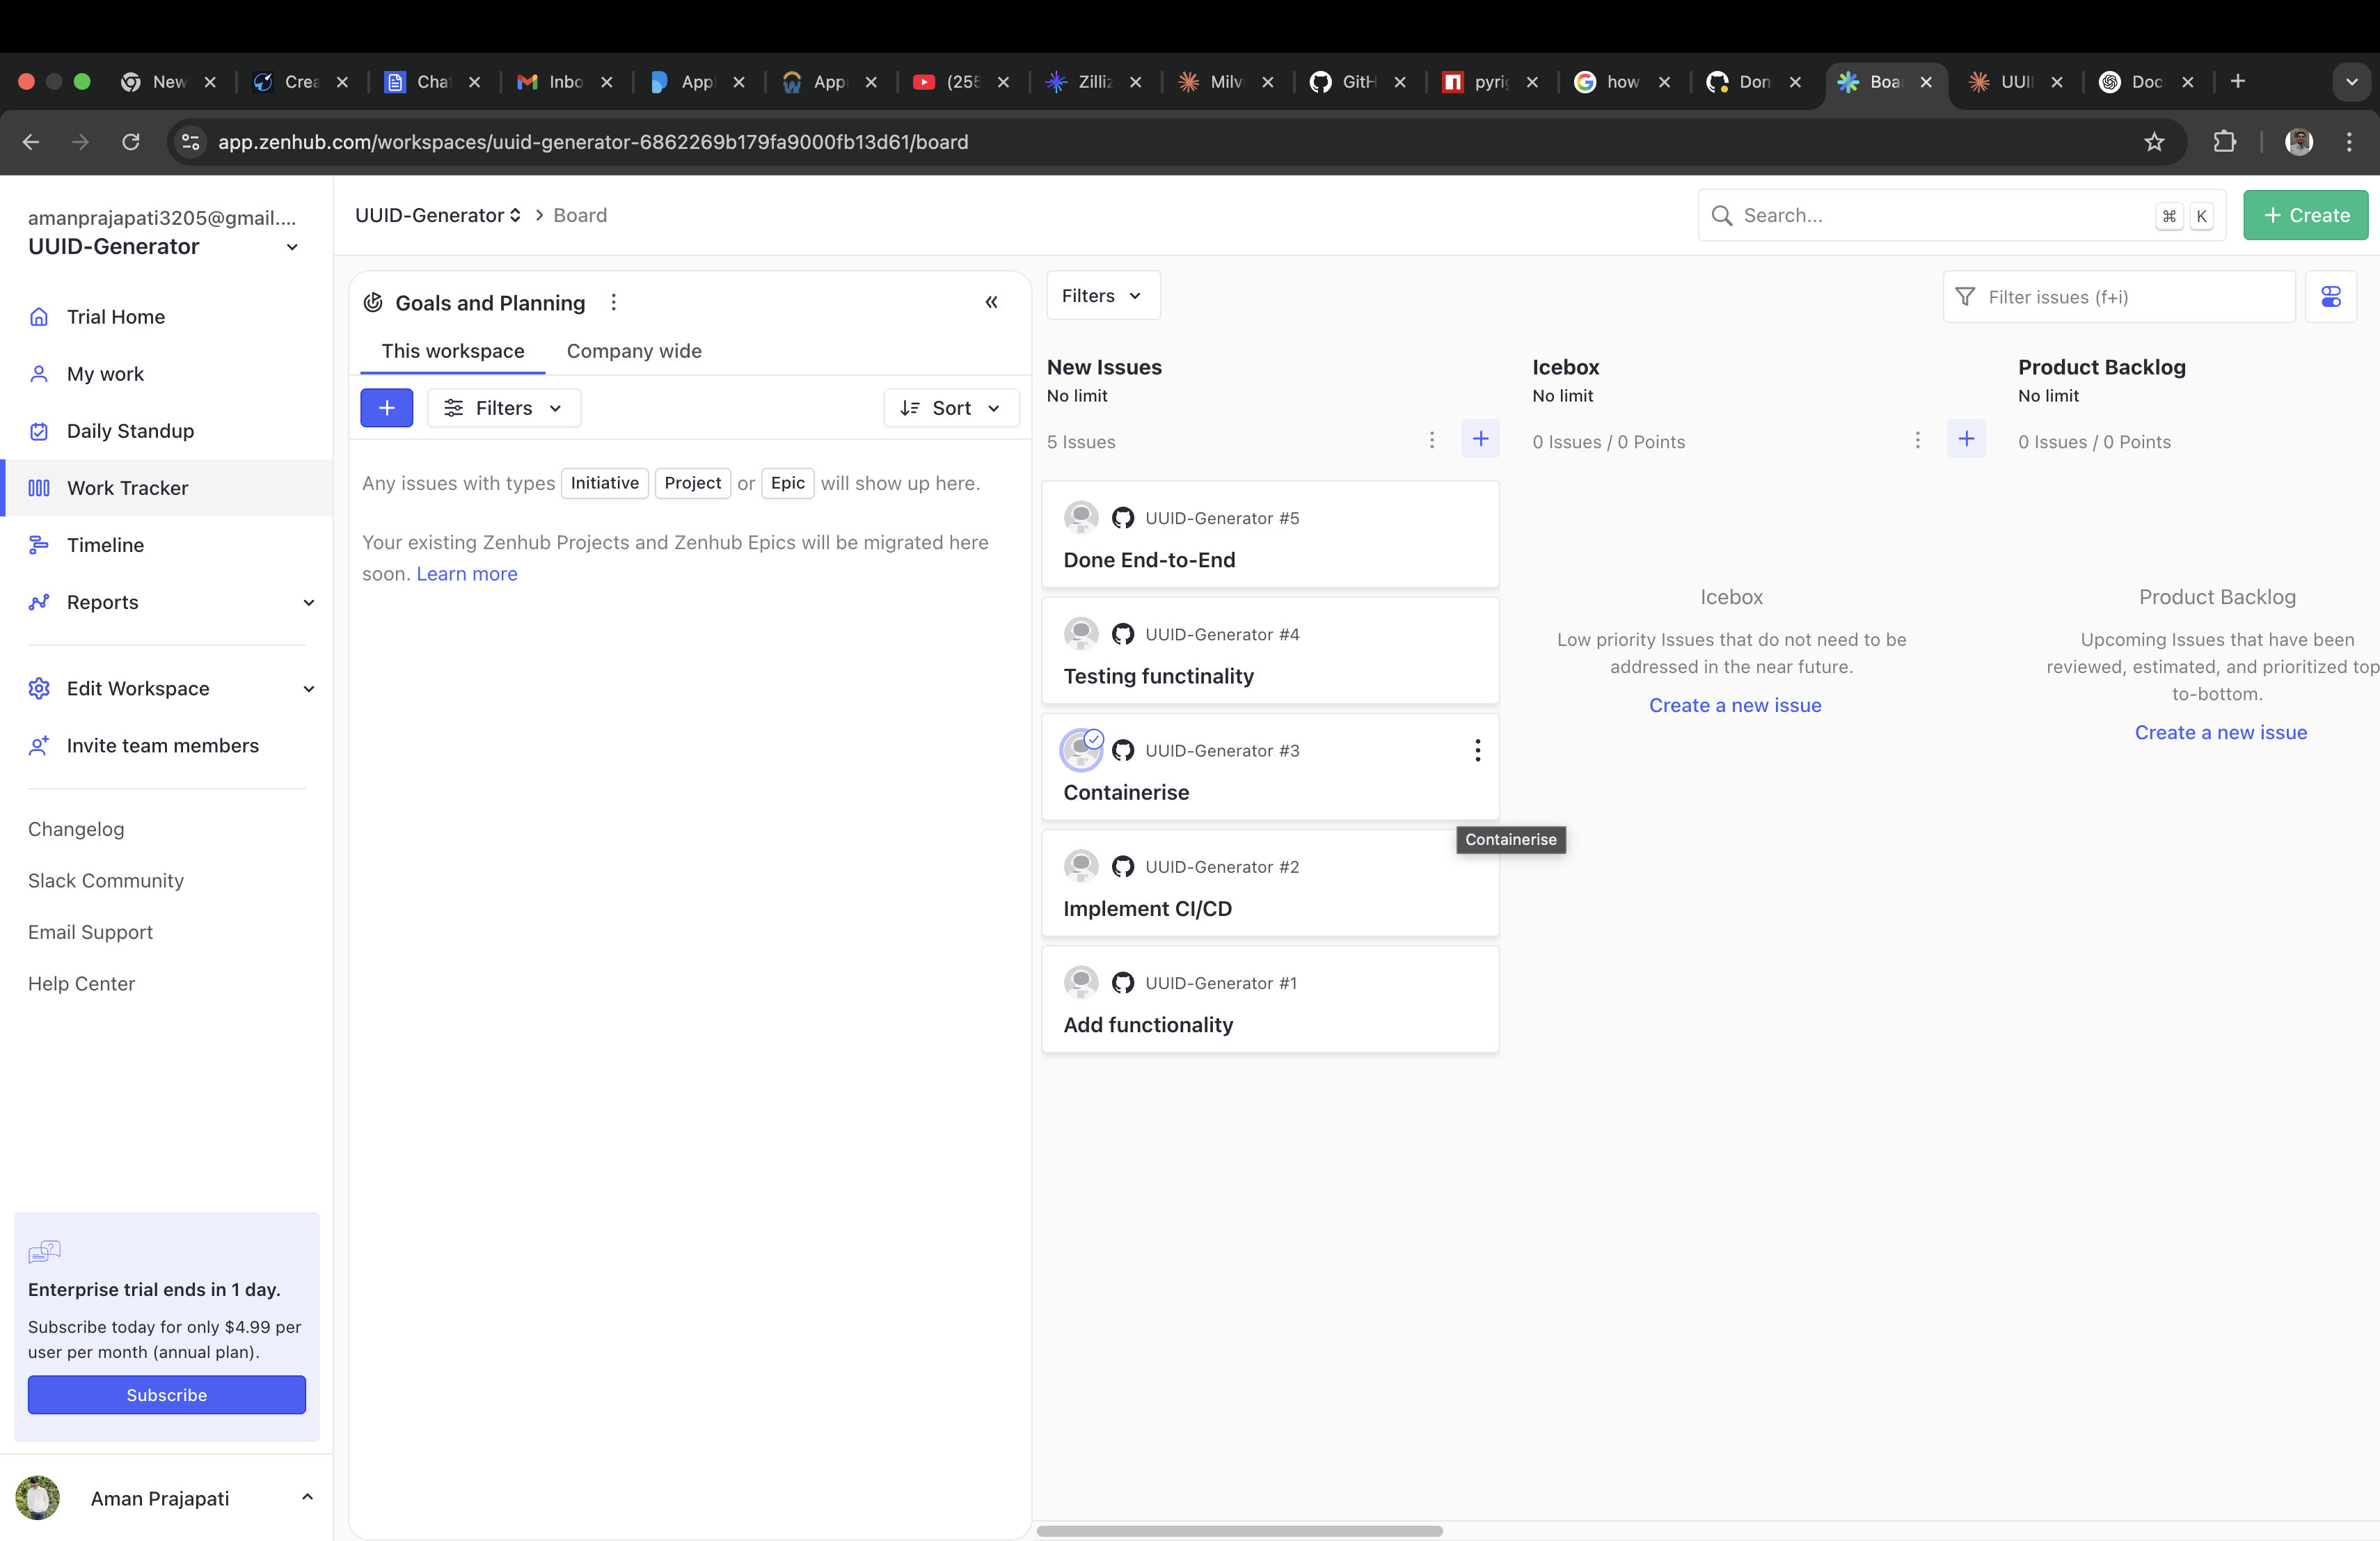 New
Crea
Chat
Inbo
Appl
App
(255
Zilliz
Milv
GitH
pyrig
how
Don
Boa
UUI
Doc
app.zenhub.com/workspaces/uuid-generator-6862269b179fa9000fb13d61/board
amanprajapati3205@gmail....
UUID-Generator
Trial Home
My work
Daily Standup
Work Tracker
Timeline
Reports
Edit Workspace
Invite team members
Changelog
Slack Community
Email Support
Help Center
Enterprise trial ends in 1 day.
Subscribe today for only $4.99 per
user per month (annual plan).
Subscribe
Aman Prajapati
UUID-Generator > Board
Search...
⌘ K
+ Create
Goals and Planning
This workspace Company wide
Filters
Sort
Any issues with types Initiative Project or Epic will show up here.
Your existing Zenhub Projects and Zenhub Epics will be migrated here
soon. Learn more
Filters
Filter issues (f+i)
New Issues
No limit
5 Issues
UUID-Generator #5
Done End-to-End
UUID-Generator #4
Testing functinality
UUID-Generator #3
Containerise
Containerise
UUID-Generator #2
Implement CI/CD
UUID-Generator #1
Add functionality
Icebox
No limit
0 Issues / 0 Points
Icebox
Low priority Issues that do not need to be
addressed in the near future.
Create a new issue
Product Backlog
No limit
0 Issues / 0 Points
Product Backlog
Upcoming Issues that have been
reviewed, estimated, and prioritized top
to-bottom.
Create a new issue